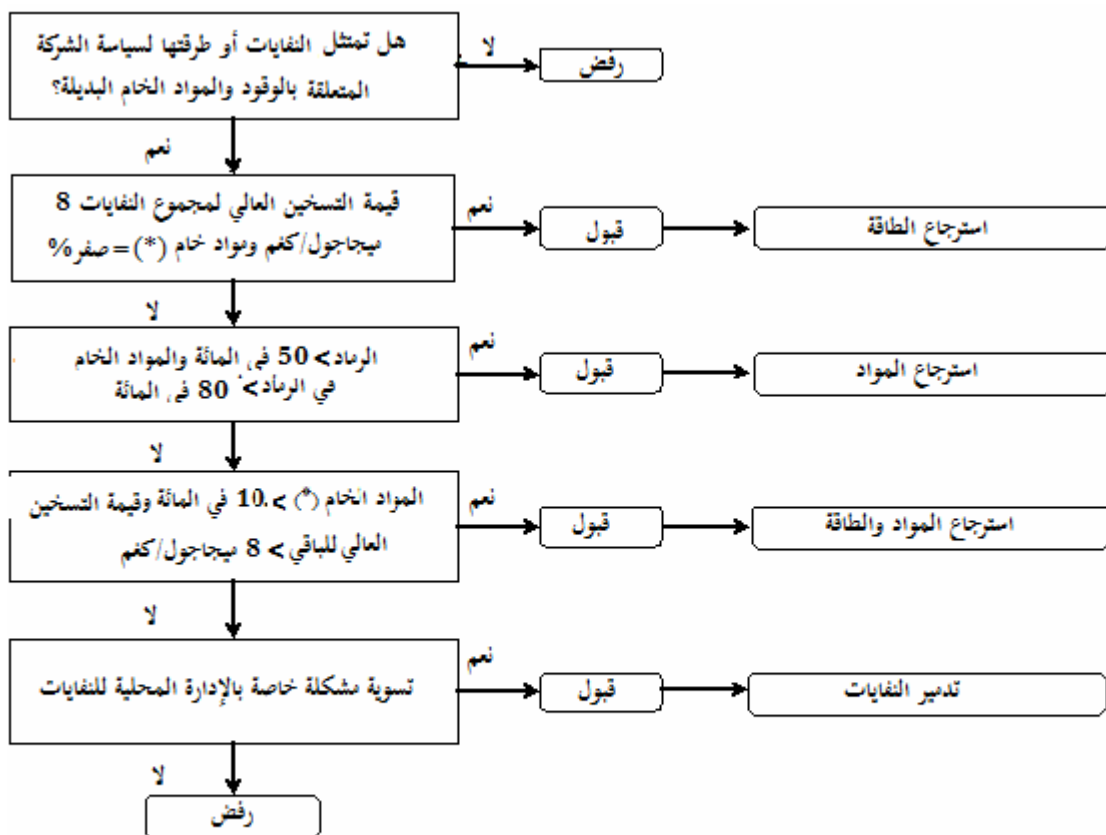 هل تمتثل النفايات أو طرقتها لسياسة الشركة
المتعلقة بالوقود والمواد الخام البديلة؟
لا
رفض
نعم
قيمة التسخين العالي لمجموع النفايات 8
ميجاجول/كغم ومواد خام (*)=صفر%
نعم
قبول
استرجاع الطاقة
لا
الرماد> 50 في المائة والمواد الخام
في الرماد> 80 في المائة
نعم
قبول
استرجاع المواد
لا
المواد الخام (*) >.10 في المائة وقيمة التسخين
العالي للباقي> 8 ميجاجول/كغم
نعم
قبول
استرجاع المواد والطاقة
لا
تسوية مشكلة خاصة بالإدارة المحلية للنفايات
نعم
قبول
تدمير النفايات
لا
رفض